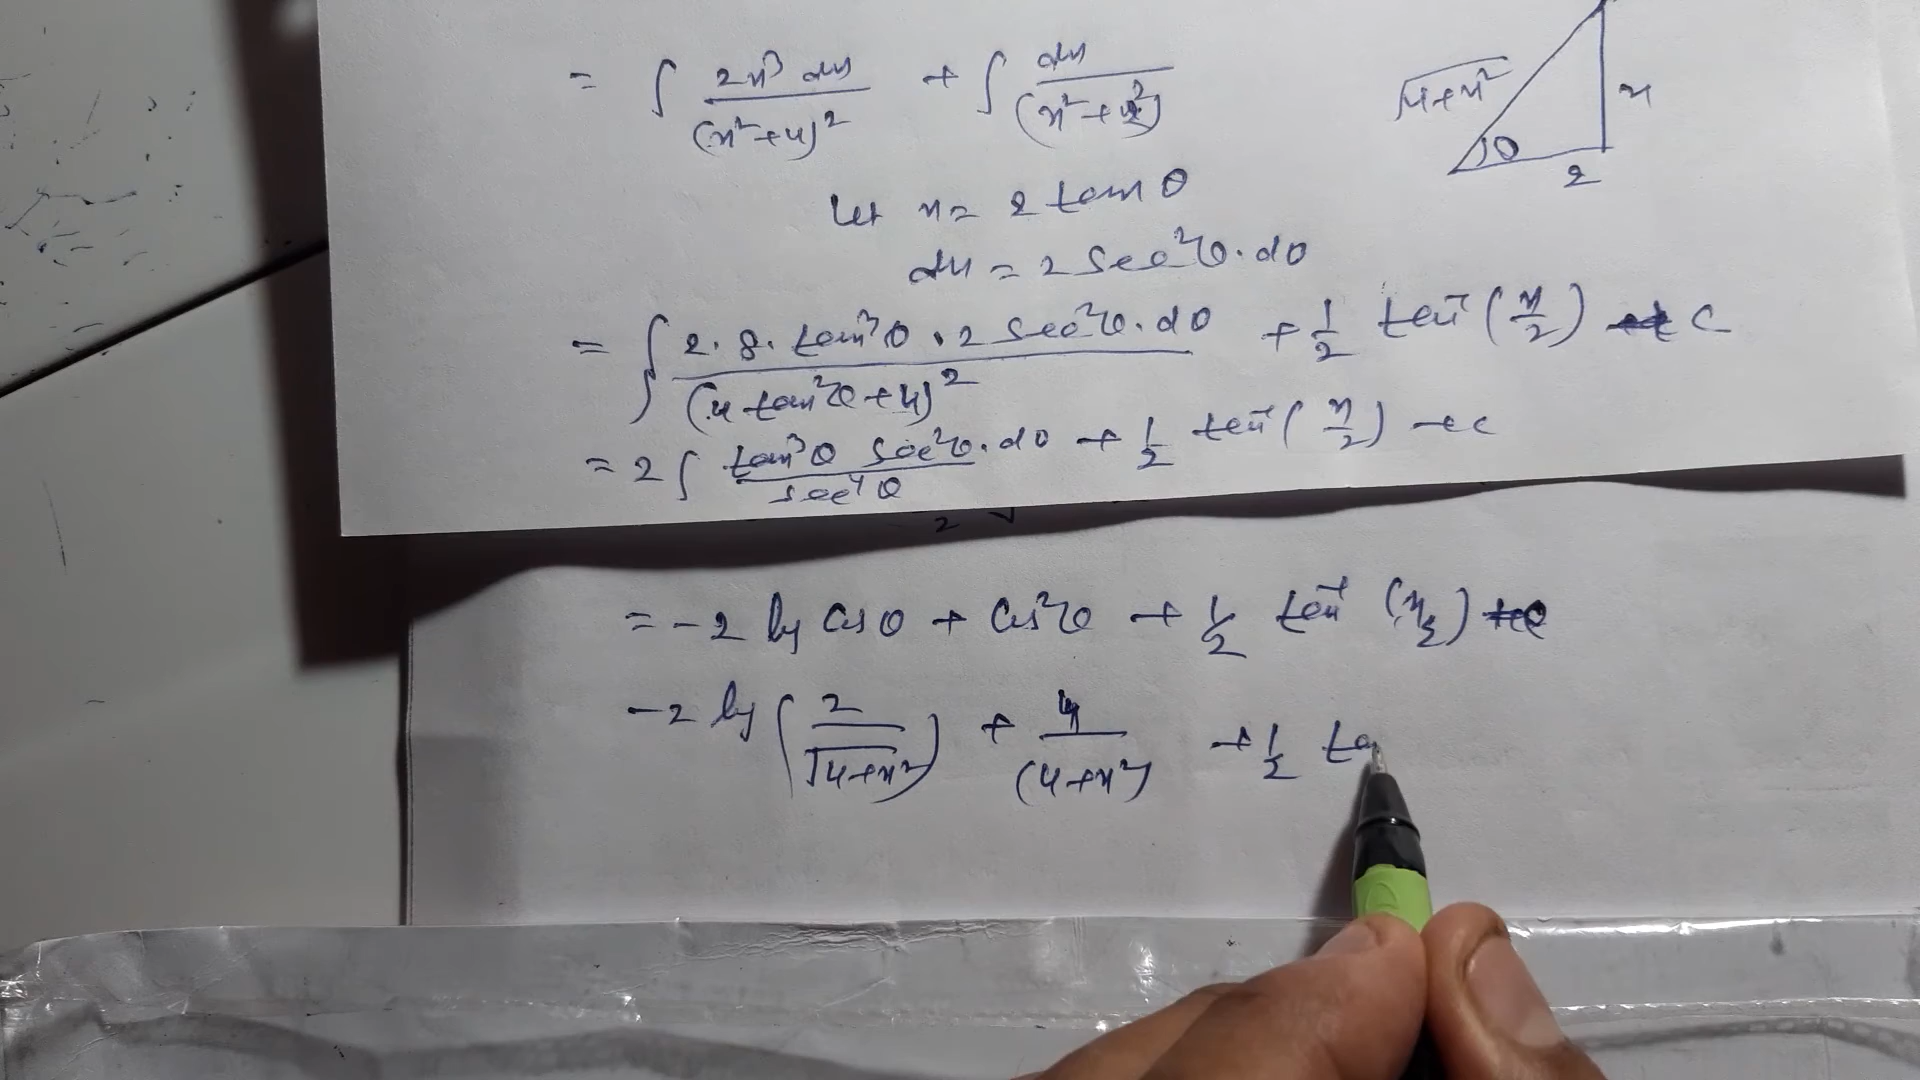 = ∫ 2x³ dx / (x²+4)² + ∫ dx / (x²+2²)
√4+x² x θ 2
Let x = 2 tan θ
dx = 2 sec²θ.dθ
= ∫ 2.8.tan³θ . 2 sec²θ.dθ / (4 tan²θ+4)² + 1/2 tan⁻¹(x/2) + C
= 2 ∫ tan³θ sec²θ.dθ / sec⁴θ + 1/2 tan⁻¹(x/2) + c
= -2 log cos θ + cos²θ + 1/2 tan⁻¹(x/2) + c
-2 log (2/√4+x²) + 4/(4+x²) + 1/2 ta